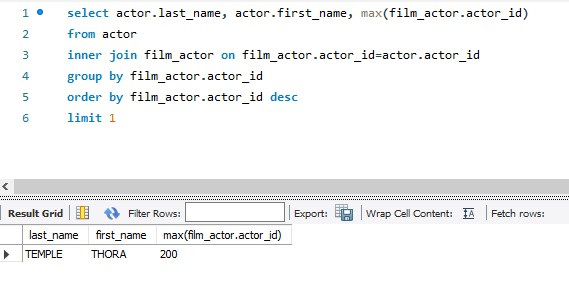 1 select actor.last_name, actor.first_name, max(film_actor.actor_id)
2 from actor
3 inner join film_actor on film_actor.actor_id=actor.actor_id
4 group by film_actor.actor_id
5 order by film_actor.actor_id desc
6 limit 1
Result Grid Filter Rows: Export: Wrap Cell Content: Fetch rows:
last_name first_name max(film_actor.actor_id)
TEMPLE THORA 200